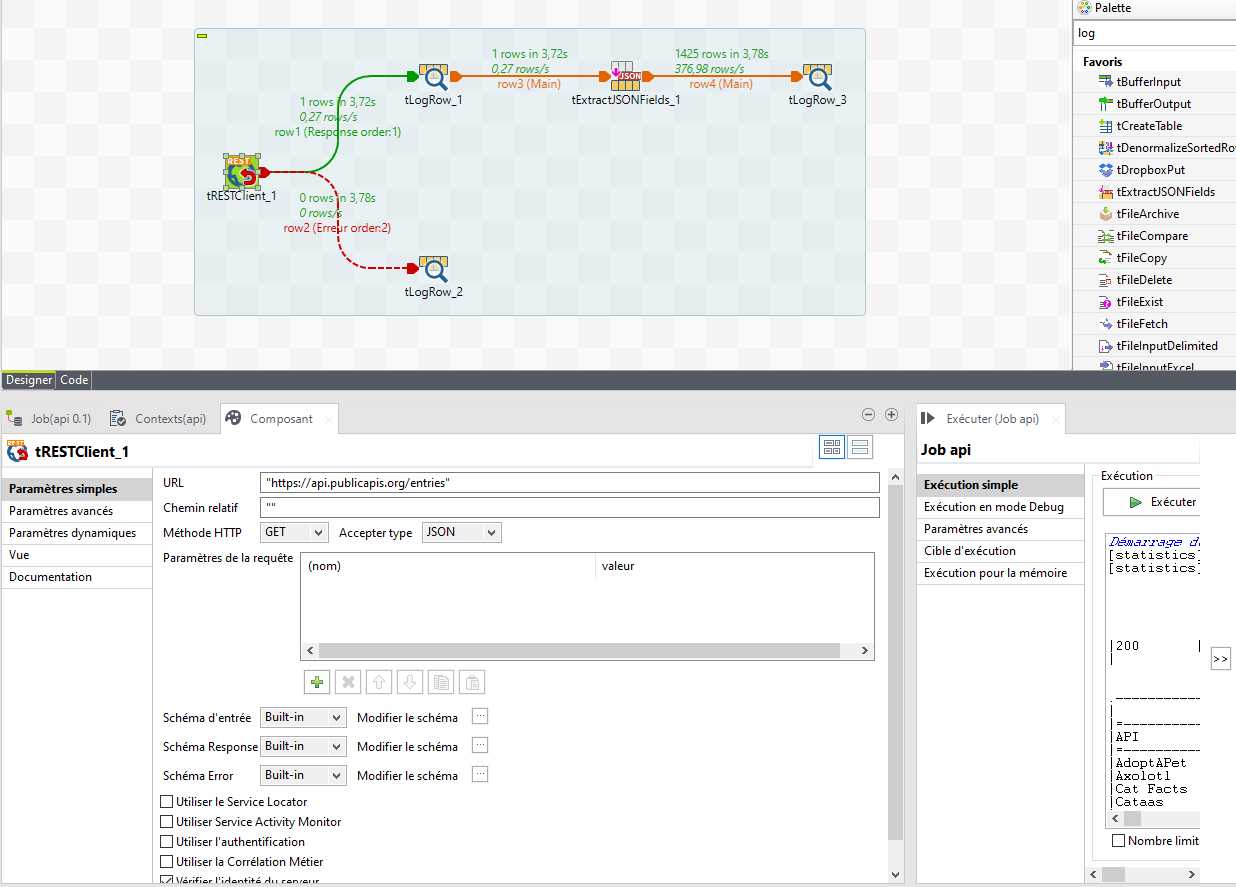 Palette
log
Favoris
tBufferInput
tBufferOutput
tCreateTable
tDenormalizeSortedRo
tDropboxPut
tExtractJSONFields
tFileArchive
tFileCompare
tFileCopy
tFileDelete
tFileExist
tFileFetch
tFileInputDelimited
tFileInputExcel
1 rows in 3,72s
0,27 rows/s
row3 (Main)
1425 rows in 3,78s
376,98 rows/s
row4 (Main)
JSON
tLogRow_1
tExtractJSONFields_1
tLogRow_3
1 rows in 3,72s
0,27 rows/s
row1 (Response order:1)
REST
tRESTClient_1
0 rows in 3,78s
0 rows/s
row2 (Erreur order:2)
tLogRow_2
Designer Code
Job(api 0.1) Contexts(api) Composant
REST
tRESTClient_1
Paramètres simples
Paramètres avancés
Paramètres dynamiques
Vue
Documentation
URL "https://api.publicapis.org/entries"
Chemin relatif ""
Méthode HTTP GET Accepter type JSON
Paramètres de la requête (nom) valeur
Schéma d'entrée Built-in Modifier le schéma ...
Schéma Response Built-in Modifier le schéma ...
Schéma Error Built-in Modifier le schéma ...
Utiliser le Service Locator
Utiliser Service Activity Monitor
Utiliser l'authentification
Utiliser la Corrélation Métier
Vérifier l'identité du serveur
Exécuter (Job api)
Job api
Exécution simple
Exécution en mode Debug
Paramètres avancés
Cible d'exécution
Exécution pour la mémoire
Exécution
Exécuter
Démarrage d
[statistics]
[statistics]
|200 |
|
>>
|API
|AdoptAPet
|Axolotl
|Cat Facts
|Cataas
Nombre limit